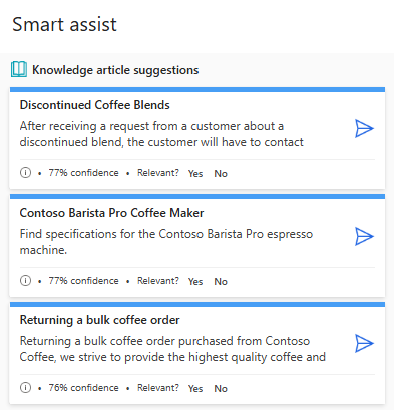 Smart assist
Knowledge article suggestions
Discontinued Coffee Blends
After receiving a request from a customer about a
discontinued blend, the customer will have to contact
• 77% confidence • Relevant? Yes No
Contoso Barista Pro Coffee Maker
Find specifications for the Contoso Barista Pro espresso
machine.
• 77% confidence • Relevant? Yes No
Returning a bulk coffee order
Returning a bulk coffee order purchased from Contoso
Coffee, we strive to provide the highest quality coffee and
• 76% confidence • Relevant? Yes No